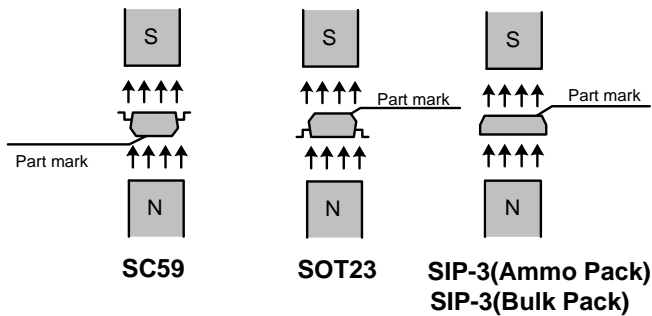 S
S
S
Part mark
Part mark
Part mark
N
N
N
SC59
SOT23
SIP-3(Ammo Pack)
SIP-3(Bulk Pack)